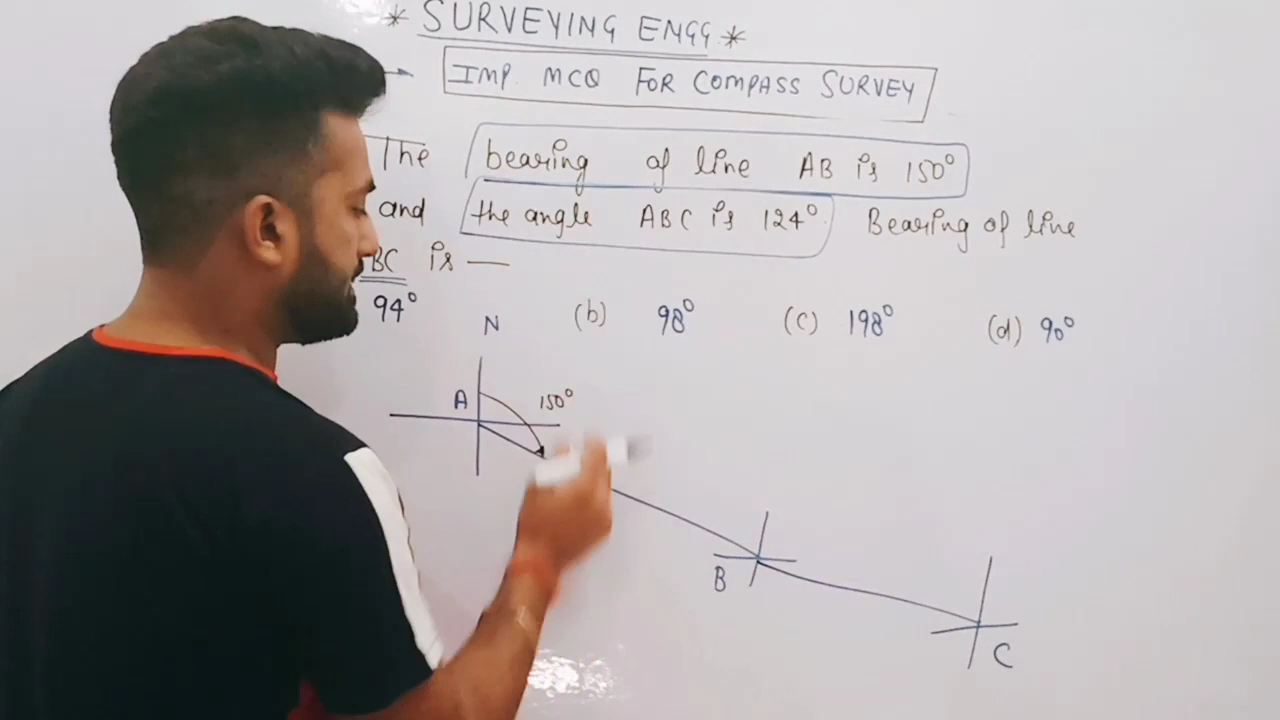 * SURVEYING ENGG *
IMP. MCQ FOR COMPASS SURVEY
The bearing of line AB is 150°
and the angle ABC is 124°. Bearing of line
BC is —
94° (b) 98° (c) 198° (d) 90°
N
A 150°
B
C